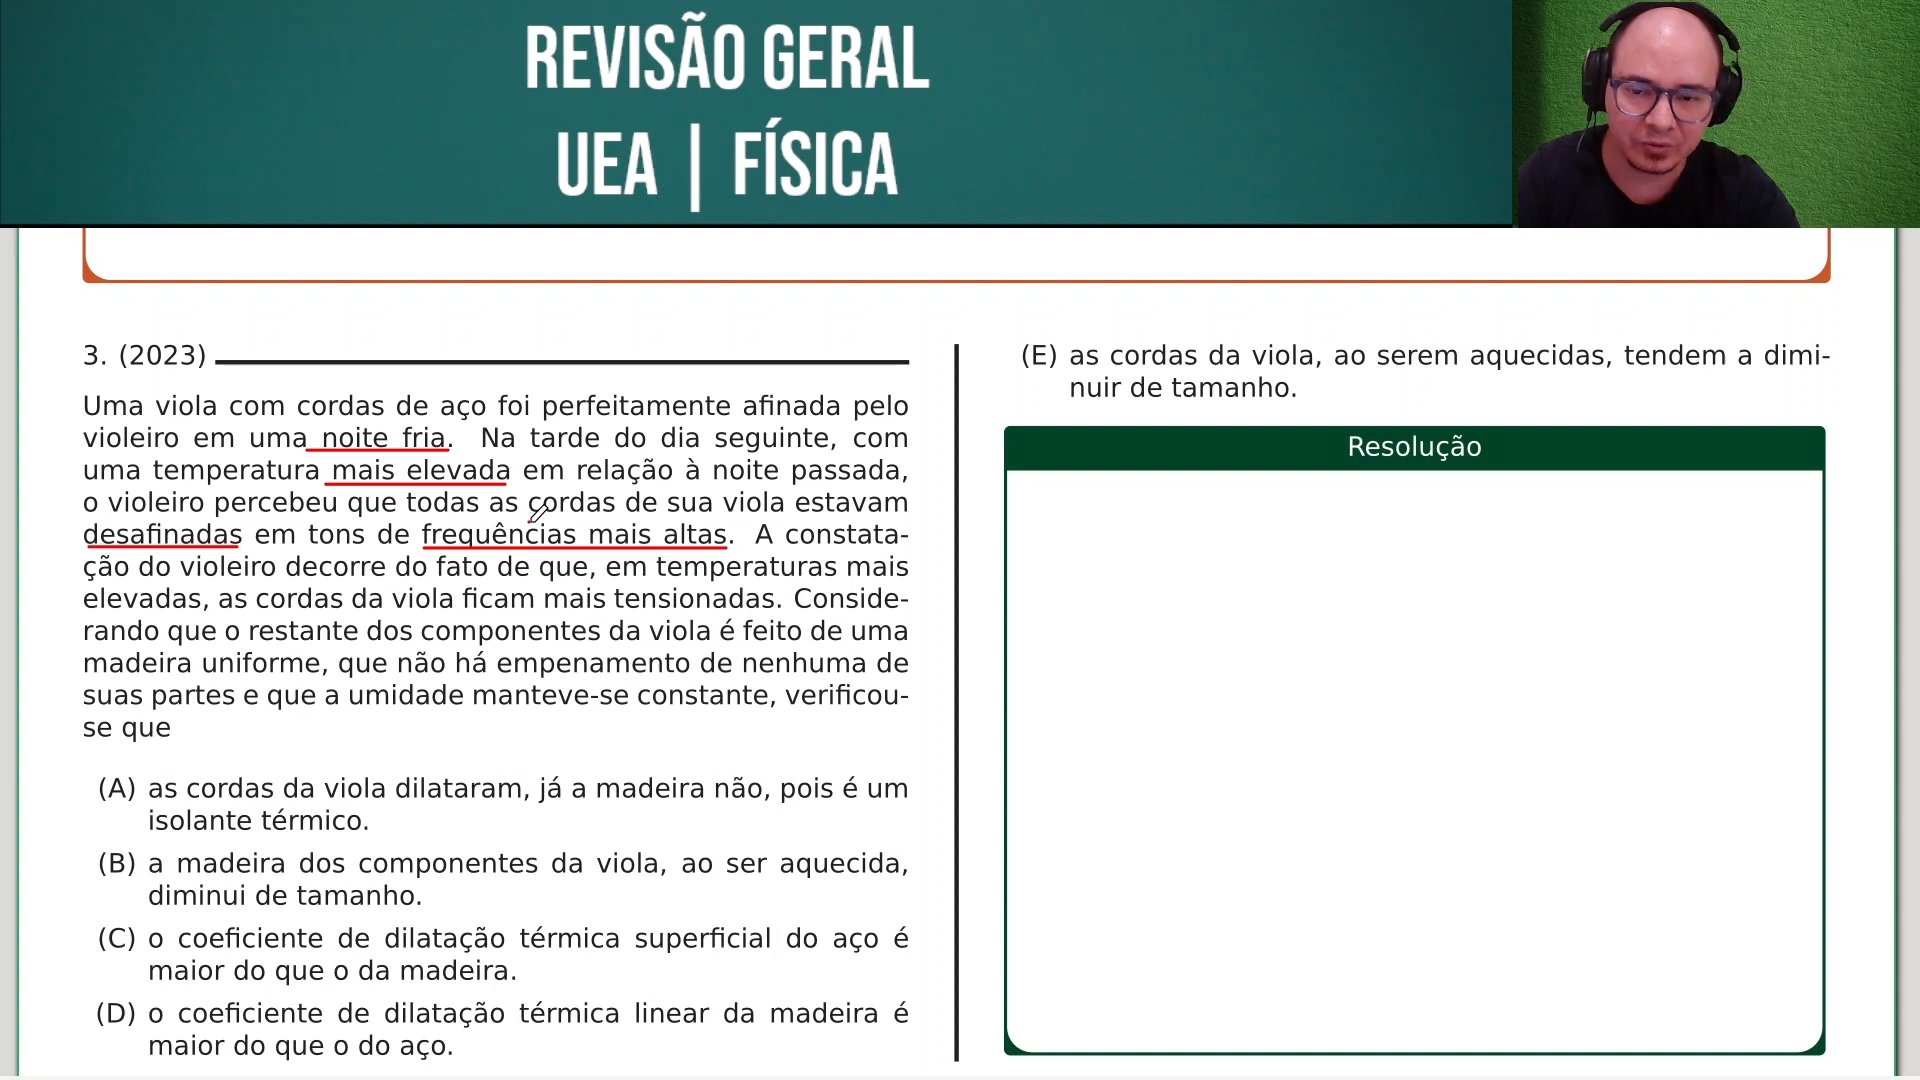 REVISÃO GERAL
UEA | FÍSICA
3. (2023)
Uma viola com cordas de aço foi perfeitamente afinada pelo
violeiro em uma noite fria. Na tarde do dia seguinte, com
uma temperatura mais elevada em relação à noite passada,
o violeiro percebeu que todas as cordas de sua viola estavam
desafinadas em tons de frequências mais altas. A constata-
ção do violeiro decorre do fato de que, em temperaturas mais
elevadas, as cordas da viola ficam mais tensionadas. Conside-
rando que o restante dos componentes da viola é feito de uma
madeira uniforme, que não há empenamento de nenhuma de
suas partes e que a umidade manteve-se constante, verificou-
se que
(A) as cordas da viola dilataram, já a madeira não, pois é um
isolante térmico.
(B) a madeira dos componentes da viola, ao ser aquecida,
diminui de tamanho.
(C) o coeficiente de dilatação térmica superficial do aço é
maior do que o da madeira.
(D) o coeficiente de dilatação térmica linear da madeira é
maior do que o do aço.
(E) as cordas da viola, ao serem aquecidas, tendem a dimi-
nuir de tamanho.
Resolução